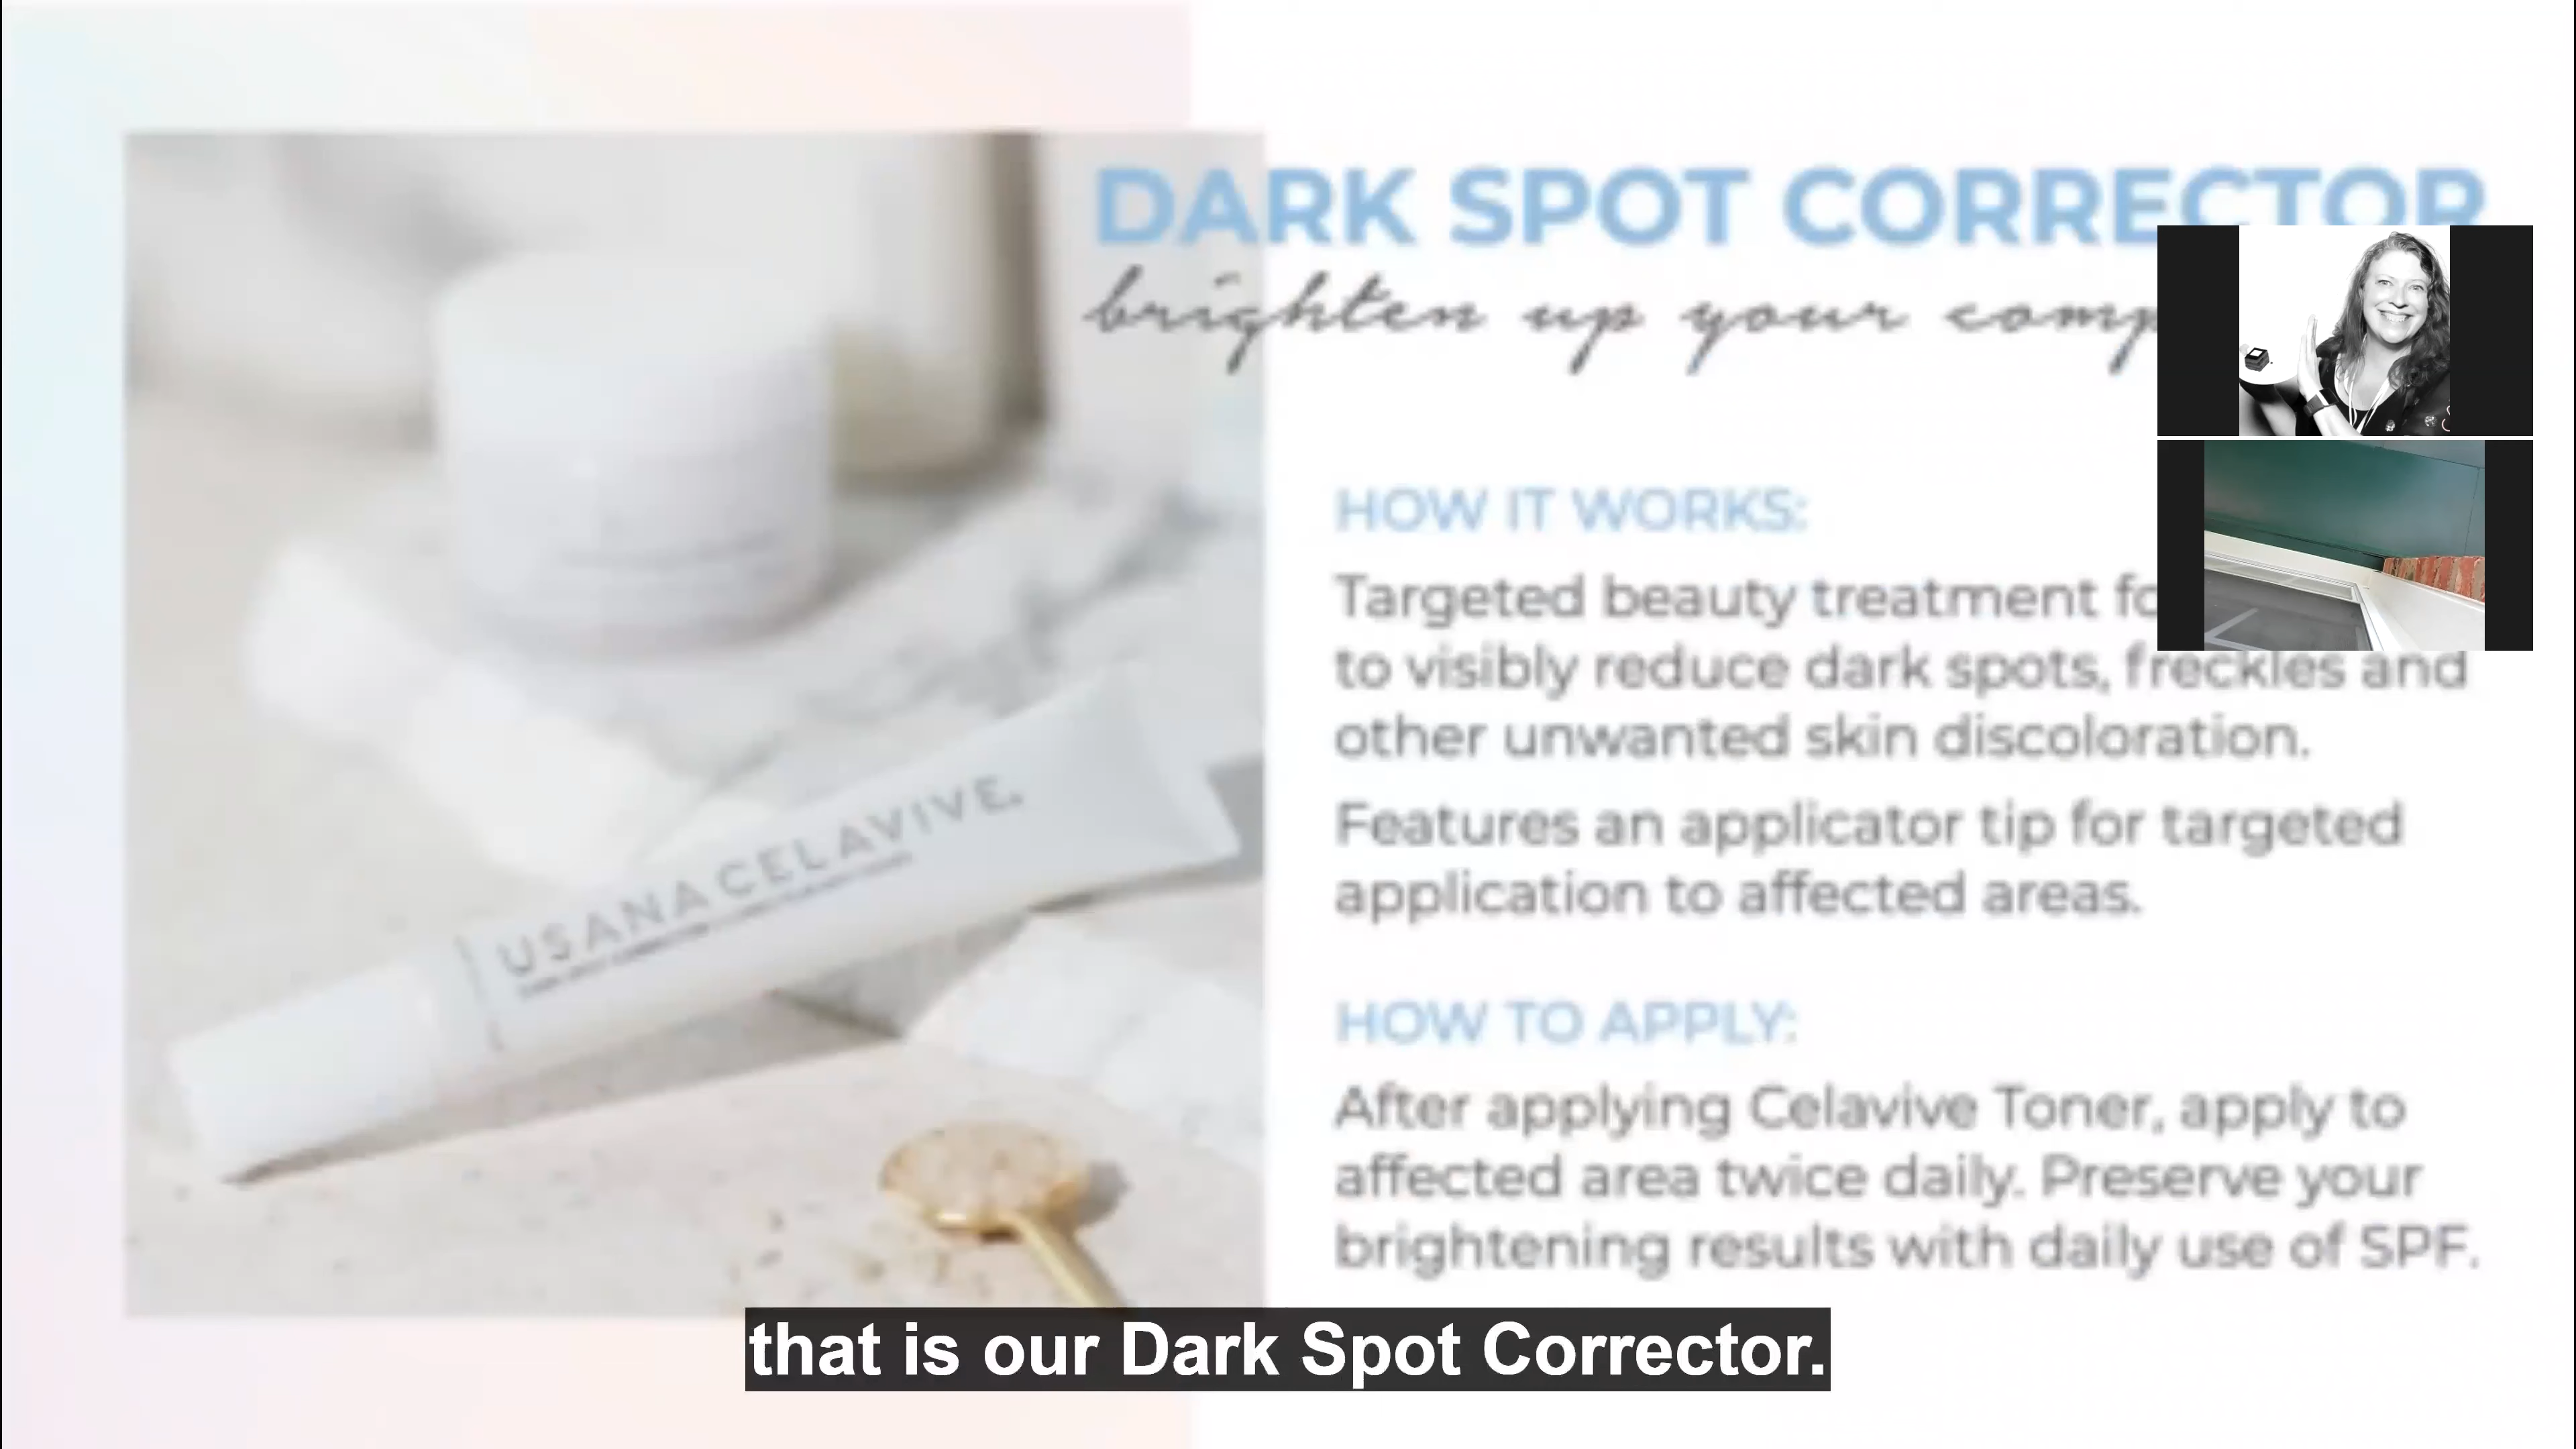 DARK SPOT CORRECTOR
brighten up your
HOW IT WORKS:
Targeted beauty treatment
to visibly reduce dark spots, freckles and
other unwanted skin discoloration.
Features an applicator tip for targeted
application to affected areas.
USANA CELAVIVE.
HOW TO APPLY:
After applying Celavive Toner, apply to
affected area twice daily. Preserve your
brightening results with daily use of SPF.
that is our Dark Spot Corrector.